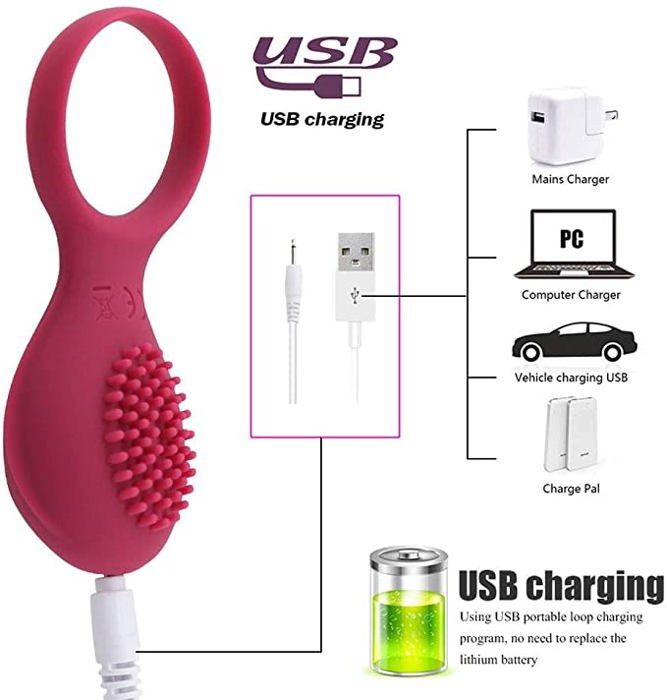 USB
USB charging
Mains Charger
PC
Computer Charger
Vehicle charging USB
Charge Pal
USB charging
Using USB portable loop charging
program, no need to replace the
lithium battery